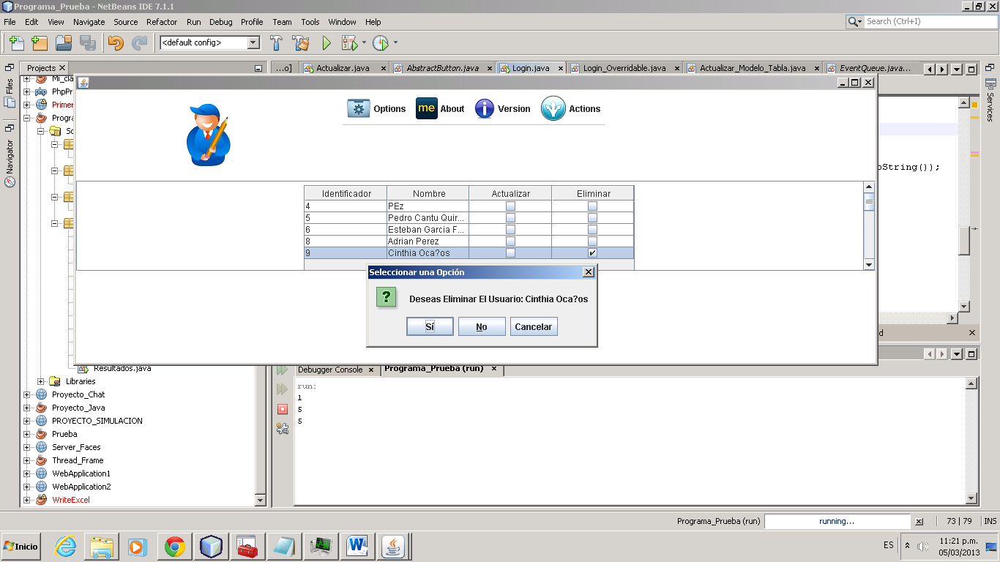 Programa_Prueba - NetBeans IDE 7.1.1
File Edit View Navigate Source Refactor Run Debug Profile Team Tools Window Help
Search (Ctrl+I)
<default config>
Projects
...o] Actualizar.java AbstractButton.java Login.java Login_Overridable.java Actualizar_Modelo_Tabla.java EventQueue.java...
Files
Navigator
Services
Mi_cla
PhpPr
Primer
Progra
So
Options me About Version Actions
oString());
Identificador Nombre Actualizar Eliminar
4 PEz
5 Pedro Cantu Quir...
6 Esteban Garcia F...
8 Adrian Perez
9 Cinthia Oca?os
Seleccionar una Opción
? Deseas Eliminar El Usuario: Cinthia Oca?os
Sí No Cancelar
d
Resultados.java
Libraries
Proyecto_Chat
Proyecto_Java
PROYECTO_SIMULACION
Prueba
Server_Faces
Thread_Frame
WebApplication1
WebApplication2
WriteExcel
Debugger Console Programa_Prueba (run)
run:
1
5
5
Programa_Prueba (run) running... 73 | 79 INS
Inicio
ES 11:21 p.m.
05/03/2013